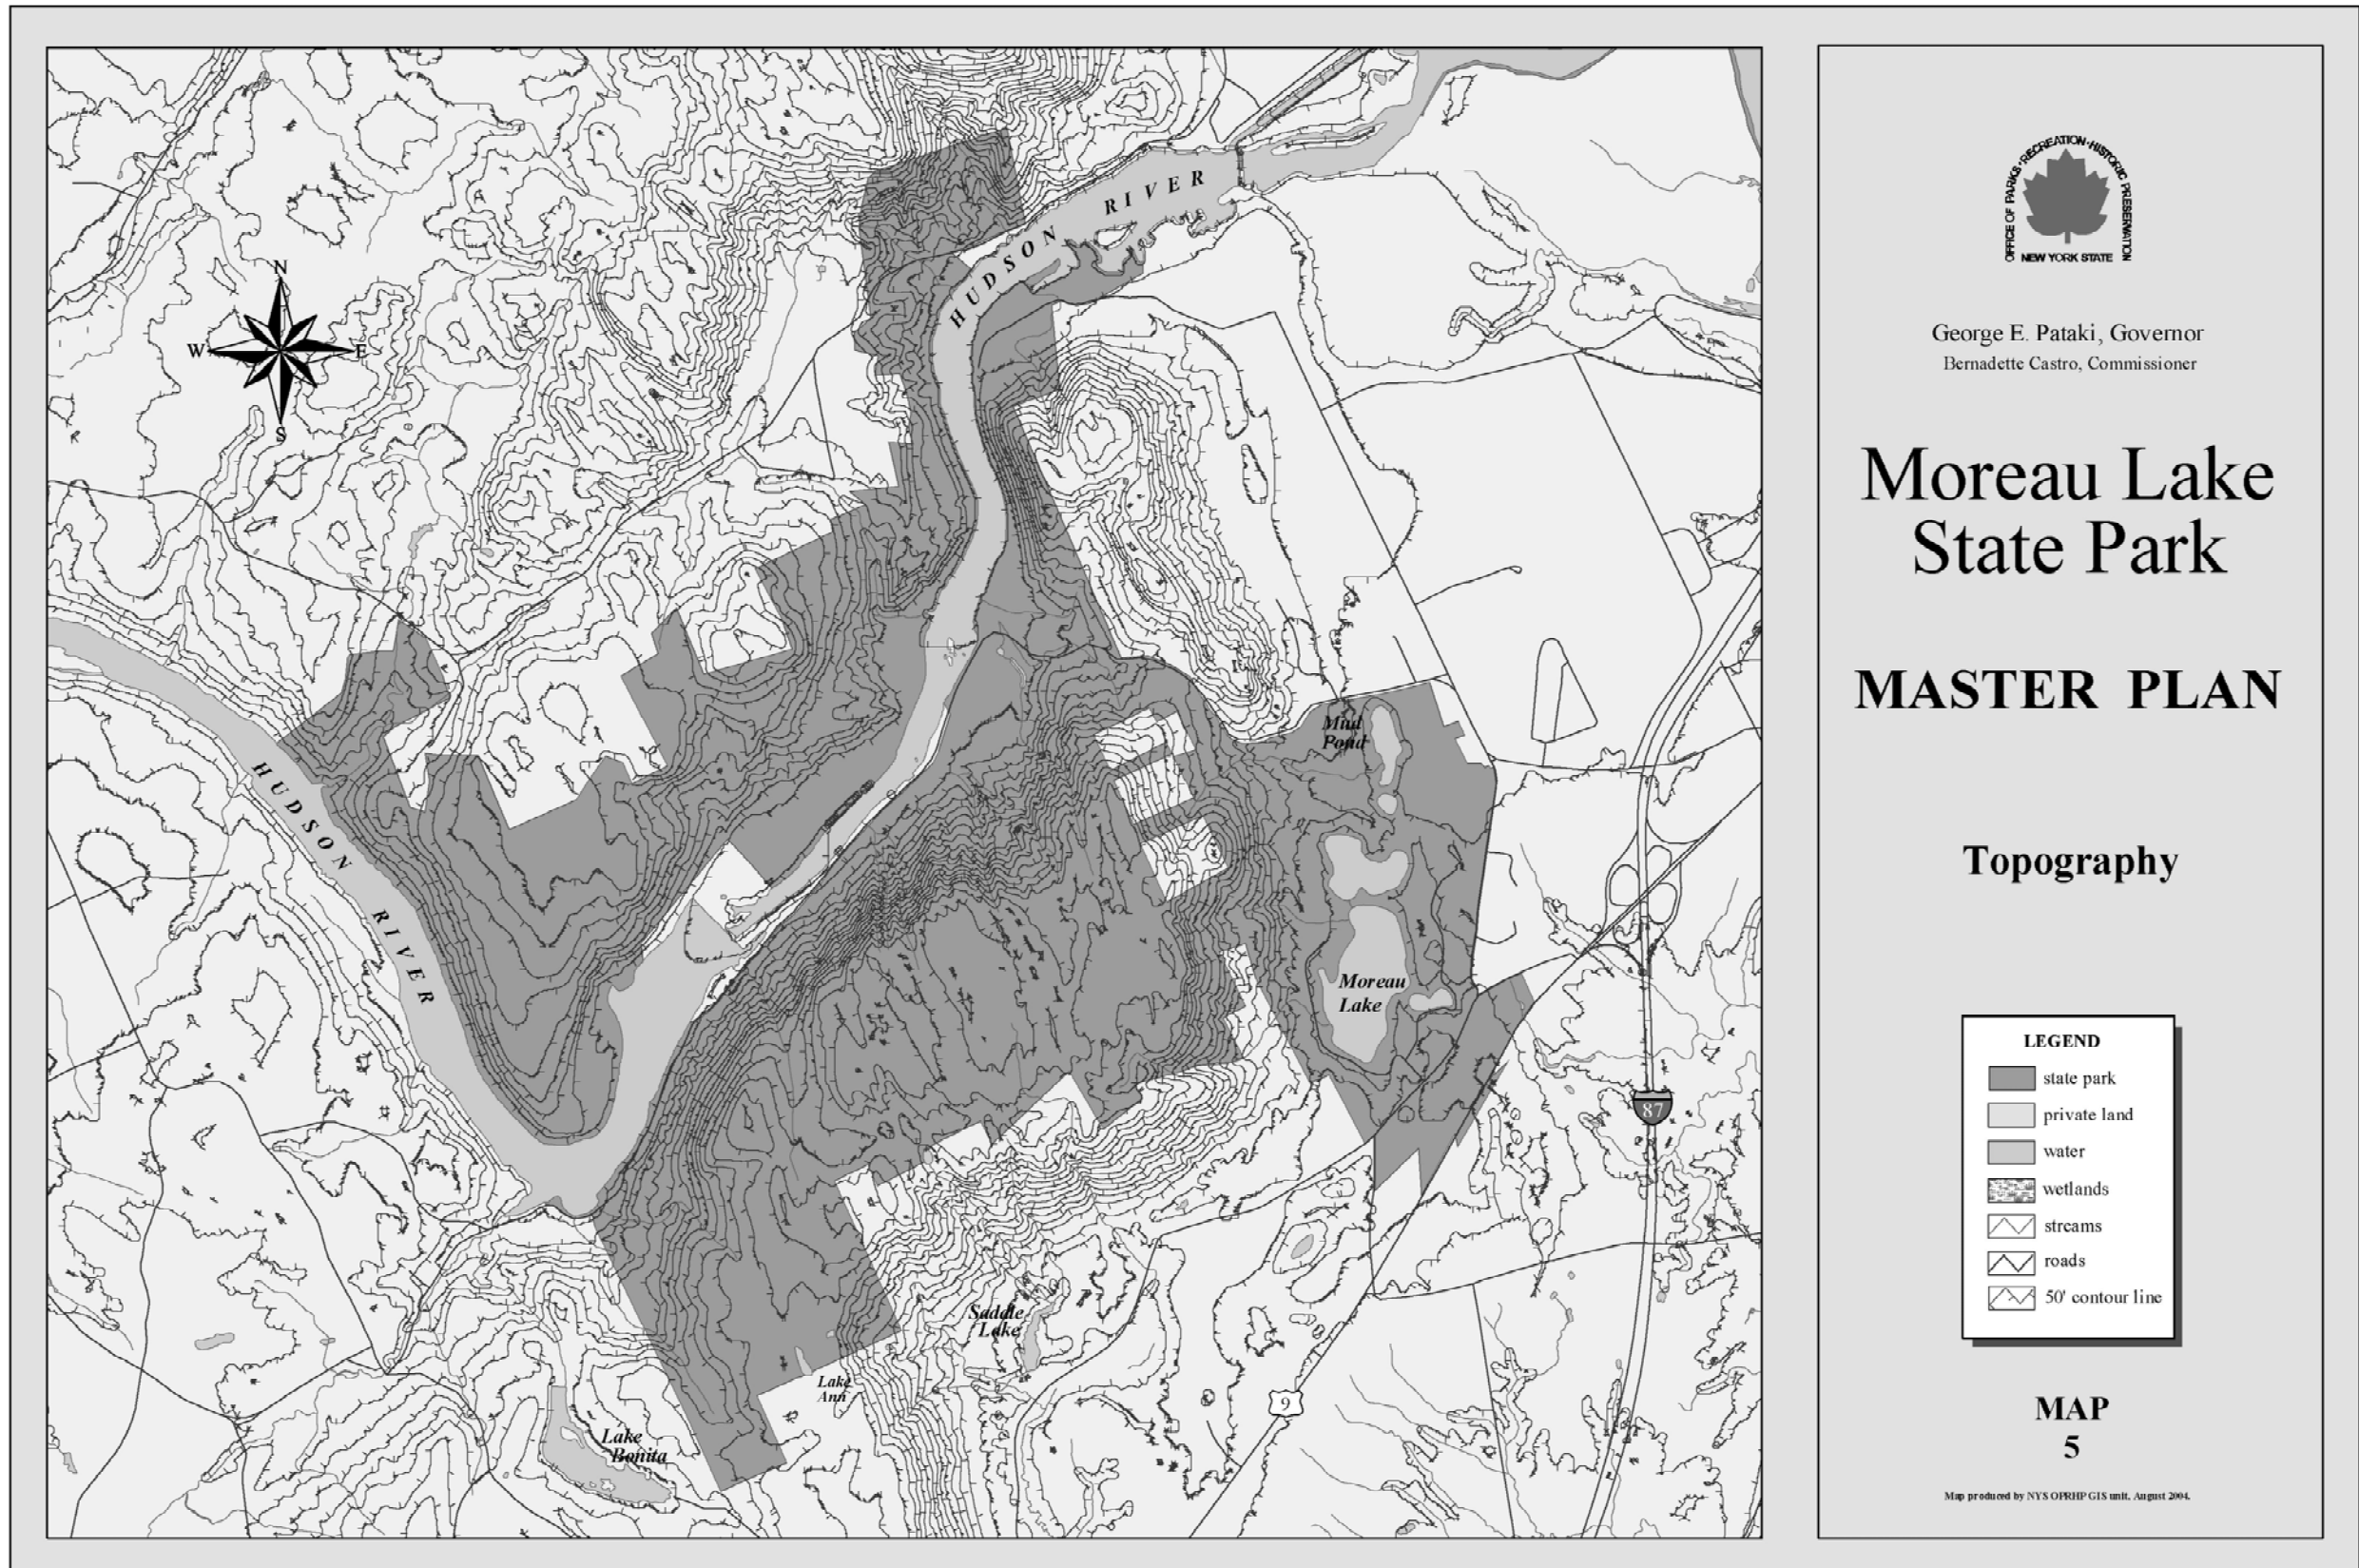 N
W E
S
HUDSON RIVER
HUDSON RIVER
Mud
Pond
Moreau
Lake
87
Saddle
Lake
Lake
Ann
9
Lake
Bonita
OFFICE OF PARKS • RECREATION • HISTORIC PRESERVATION
NEW YORK STATE
George E. Pataki, Governor
Bernadette Castro, Commissioner
Moreau Lake
State Park
MASTER PLAN
Topography
LEGEND
state park
private land
water
wetlands
streams
roads
50' contour line
MAP
5
Map produced by NYS OPRHP GIS unit, August 2004.